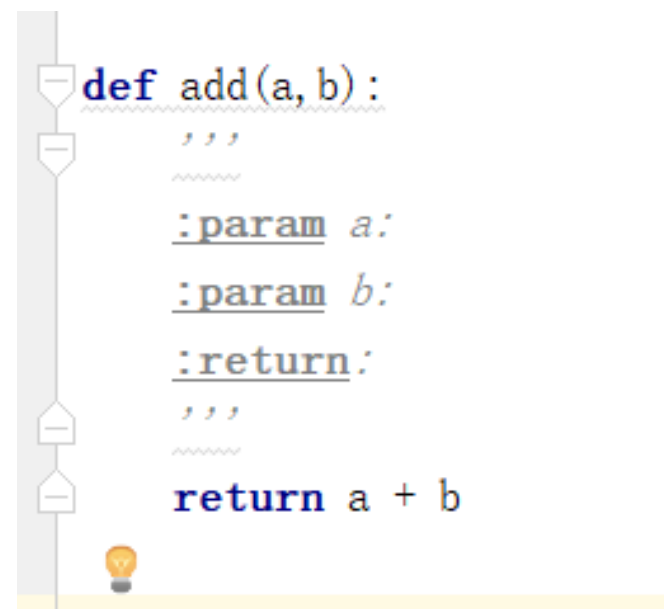 def add(a,b):
    '''
    :param a:
    :param b:
    :return:
    '''
    return a + b